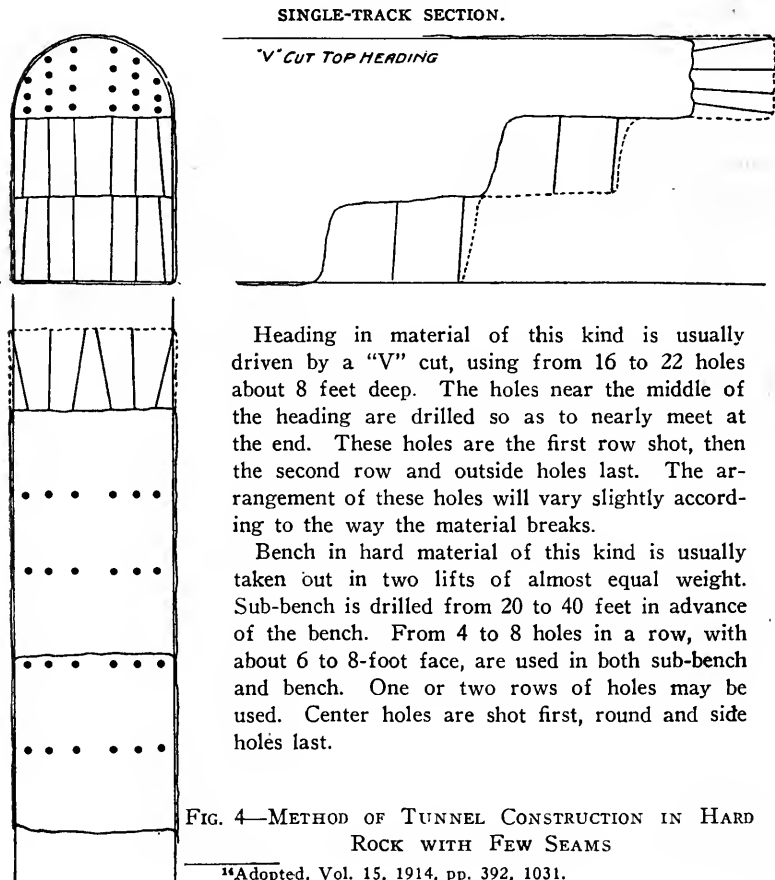 SINGLE-TRACK SECTION.
"V" CUT TOP HEADING
Heading in material of this kind is usually
driven by a "V" cut, using from 16 to 22 holes
about 8 feet deep. The holes near the middle of
the heading are drilled so as to nearly meet at
the end. These holes are the first row shot, then
the second row and outside holes last. The ar-
rangement of these holes will vary slightly accord-
ing to the way the material breaks.
Bench in hard material of this kind is usually
taken out in two lifts of almost equal weight.
Sub-bench is drilled from 20 to 40 feet in advance
of the bench. From 4 to 8 holes in a row, with
about 6 to 8-foot face, are used in both sub-bench
and bench. One or two rows of holes may be
used. Center holes are shot first, round and side
holes last.
FIG. 4—METHOD OF TUNNEL CONSTRUCTION IN HARD
ROCK WITH FEW SEAMS
¹⁴Adopted, Vol. 15, 1914, pp. 392, 1031.